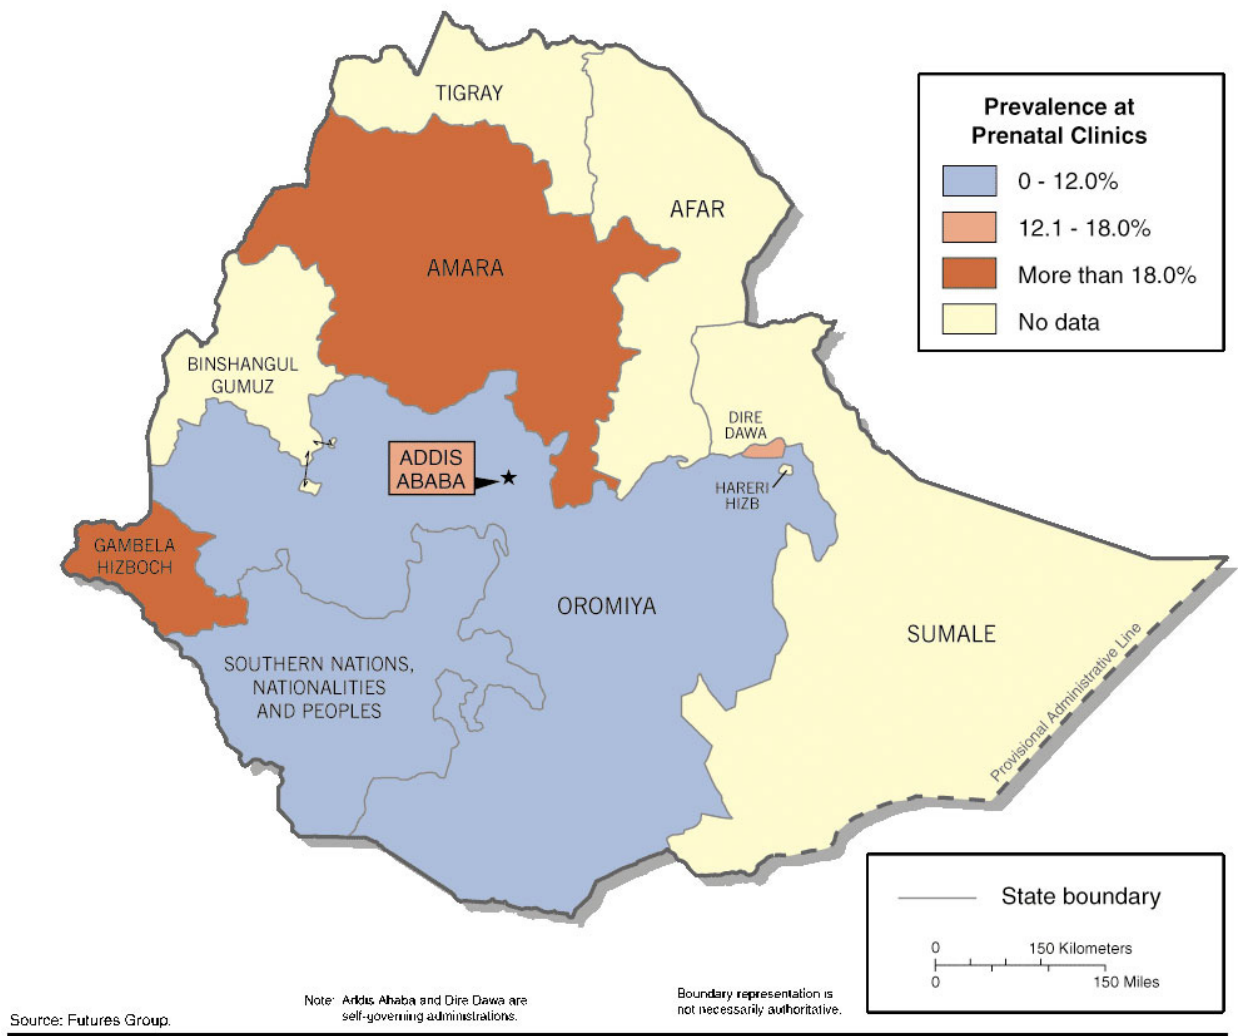 TIGRAY
AFAR
AMARA
BINSHANGUL
GUMUZ
DIRE
DAWA
ADDIS
ABABA
HARERI
HIZB
GAMBELA
HIZBOCH
OROMIYA
SUMALE
SOUTHERN NATIONS,
NATIONALITIES
AND PEOPLES
Provisional Administrative Line
Prevalence at
Prenatal Clinics
0 - 12.0%
12.1 - 18.0%
More than 18.0%
No data
State boundary
0 150 Kilometers
0 150 Miles
Note: Addis Ababa and Dire Dawa are
self-governing administrations.
Boundary representation is
not necessarily authoritative.
Source: Futures Group.